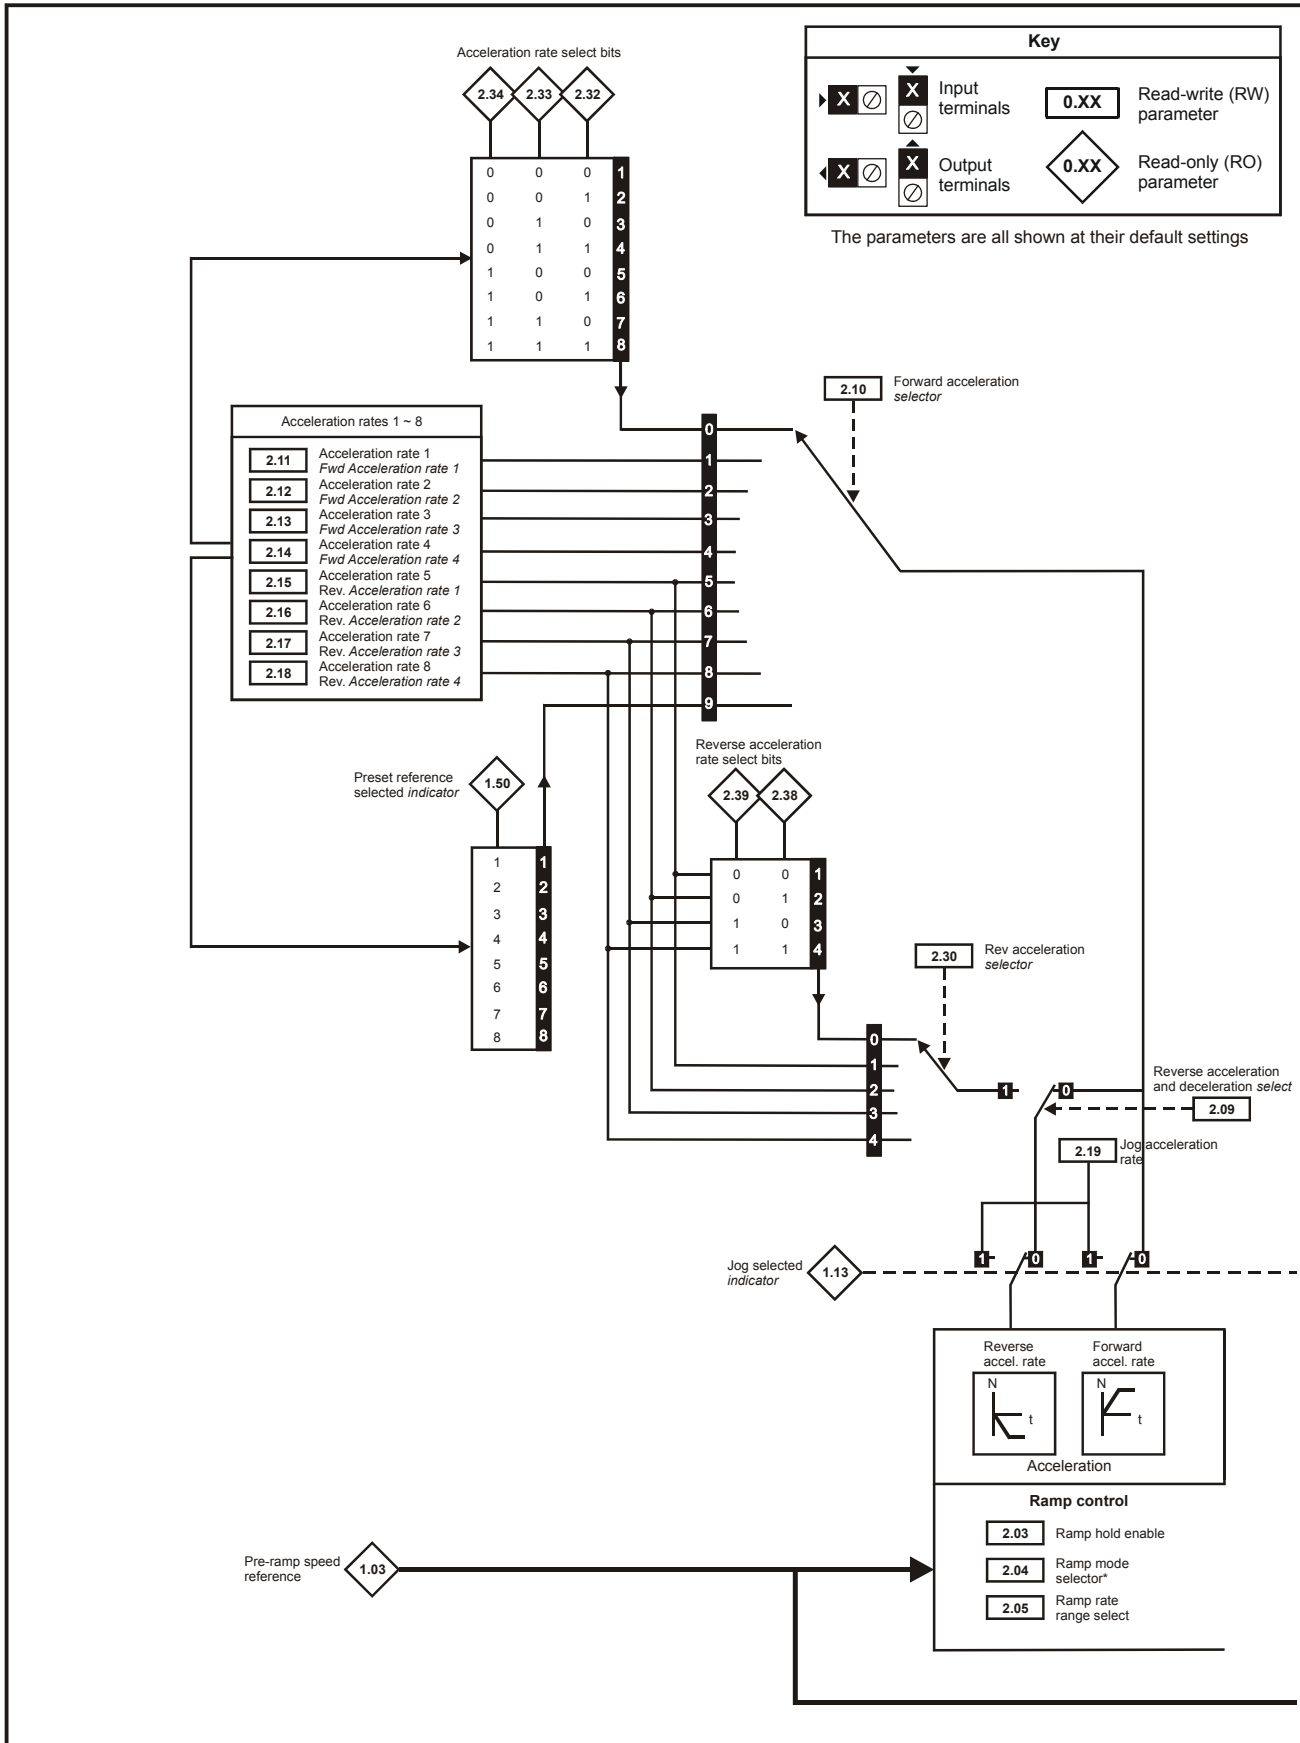 Acceleration rate select bits
2.34 2.33 2.32
0 0 0 1
0 0 1 2
0 1 0 3
0 1 1 4
1 0 0 5
1 0 1 6
1 1 0 7
1 1 1 8
Key
X Input
terminals
X
0.XX Read-write (RW)
parameter
X Output
terminals
X
0.XX Read-only (RO)
parameter
The parameters are all shown at their default settings
2.10 Forward acceleration
selector
Acceleration rates 1 ~ 8
2.11 Acceleration rate 1
Fwd Acceleration rate 1
2.12 Acceleration rate 2
Fwd Acceleration rate 2
2.13 Acceleration rate 3
Fwd Acceleration rate 3
2.14 Acceleration rate 4
Fwd Acceleration rate 4
2.15 Acceleration rate 5
Rev. Acceleration rate 1
2.16 Acceleration rate 6
Rev. Acceleration rate 2
2.17 Acceleration rate 7
Rev. Acceleration rate 3
2.18 Acceleration rate 8
Rev. Acceleration rate 4
0
1
2
3
4
5
6
7
8
9
Preset reference
selected indicator
1.50
1 1
2 2
3 3
4 4
5 5
6 6
7 7
8 8
Reverse acceleration
rate select bits
2.39 2.38
0 0 1
0 1 2
1 0 3
1 1 4
2.30 Rev acceleration
selector
0
1
2
3
4
1 0
Reverse acceleration
and deceleration select
2.09
2.19 Jog acceleration
rate
1 0 1 0
Jog selected
indicator
1.13
Reverse
accel. rate
N
t
Forward
accel. rate
N
t
Acceleration
Ramp control
2.03 Ramp hold enable
2.04 Ramp mode
selector*
2.05 Ramp rate
range select
Pre-ramp speed
reference
1.03